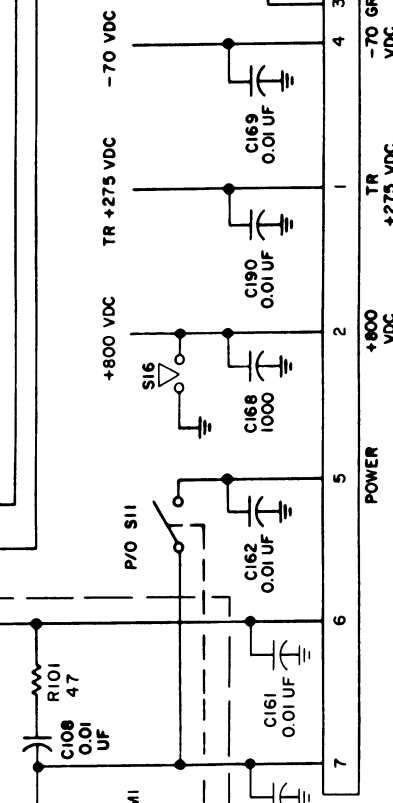 3
-70 VDC
4
-70 GR
VDC
C169
0.01 UF
TR +275 VDC
1
TR
+275 VDC
C190
0.01 UF
+800 VDC
2
+800
VDC
S16
C168
1000
P/O S11
5
POWER
C162
0.01 UF
6
R101
47
C161
0.01 UF
C108
0.01
UF
7
M1